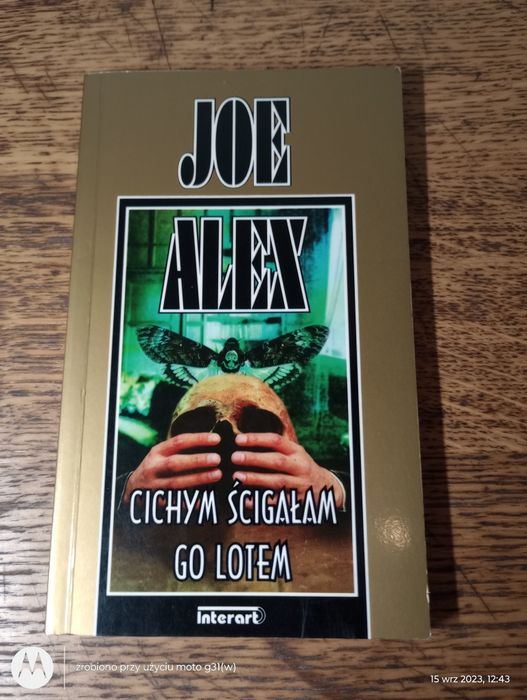 JOE
ALEX
CICHYM ŚCIGAŁAM
GO LOTEM
Interart
zrobiono przy użyciu moto g31(w)
15 wrz 2023, 12:43